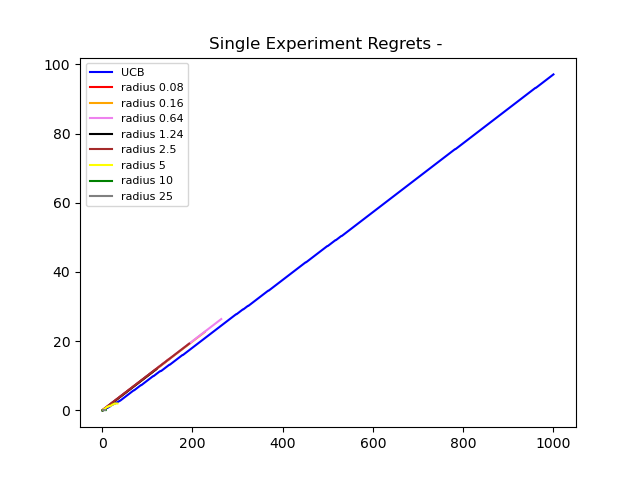 Single Experiment Regrets -
100
80
60
40
20
0
UCB
radius 0.08
radius 0.16
radius 0.64
radius 1.24
radius 2.5
radius 5
radius 10
radius 25
0 200 400 600 800 1000